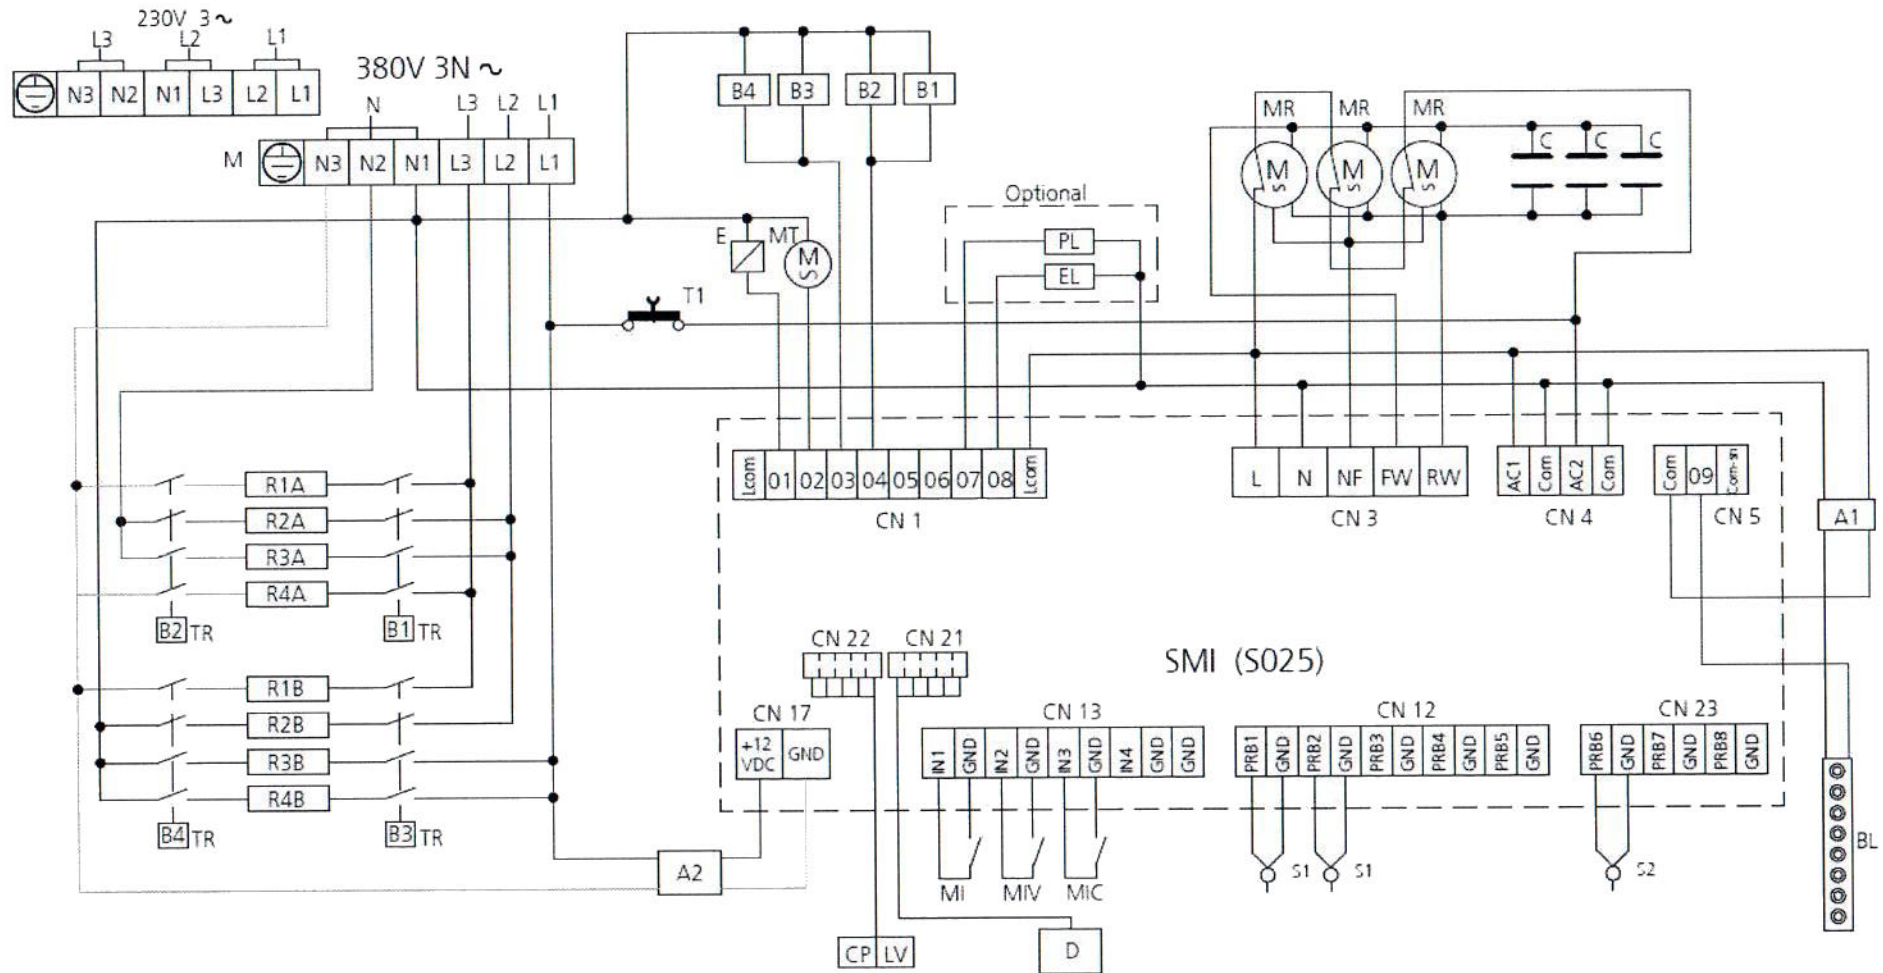 230V 3~
L3 L2 L1
N3 N2 N1 L3 L2 L1
380V 3N ~
N L3 L2 L1
M N3 N2 N1 L3 L2 L1
B4 B3 B2 B1
MR MR MR
M S M S M S
C C C
Optional
PL
EL
E MT
M S
T1
Lcom 01 02 03 04 05 06 07 08 Lcom
CN 1
L N NF FW RW
CN 3
AC1 Com AC2 Com
CN 4
Com 09 Com-sn
CN 5
A1
R1A
R2A
R3A
R4A
B2 TR B1 TR
R1B
R2B
R3B
R4B
B4 TR B3 TR
CN 22 CN 21
SMI (S025)
CN 17
+12 VDC GND
CN 13
IN1 GND IN2 GND IN3 GND IN4 GND GND
CN 12
PRB1 GND PRB2 GND PRB3 GND PRB4 GND PRB5 GND
CN 23
PRB6 GND PRB7 GND PRB8 GND
A2
MI MIV MIC
S1 S1 S2
BL
CP LV
D